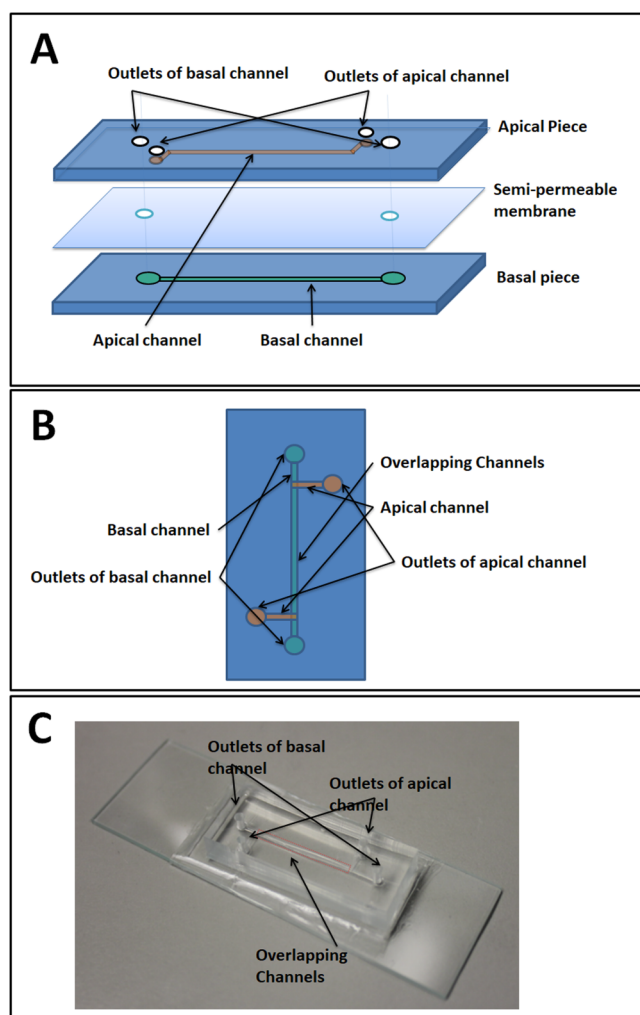 A
Outlets of basal channel
Outlets of apical channel
Apical Piece
Semi-permeable
membrane
Basal piece
Apical channel
Basal channel
B
Overlapping Channels
Basal channel
Apical channel
Outlets of basal channel
Outlets of apical channel
C
Outlets of basal
channel
Outlets of apical
channel
Overlapping
Channels